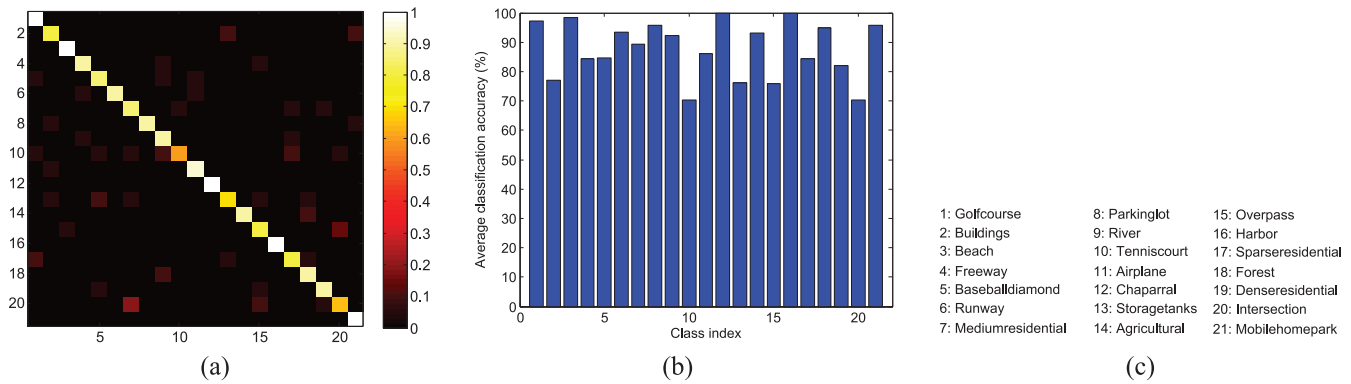 2
4
6
8
10
12
14
16
18
20
5
10
15
20
1
0.9
0.8
0.7
0.6
0.5
0.4
0.3
0.2
0.1
0
(a)
Average classification accuracy (%)
100
90
80
70
60
50
40
30
20
10
0
0
5
10
15
20
Class index
(b)
1: Golfcourse
2: Buildings
3: Beach
4: Freeway
5: Baseballdiamond
6: Runway
7: Mediumresidential
8: Parkinglot
9: River
10: Tenniscourt
11: Airplane
12: Chaparral
13: Storagetanks
14: Agricultural
15: Overpass
16: Harbor
17: Sparseresidential
18: Forest
19: Denseresidential
20: Intersection
21: Mobilehomepark
(c)